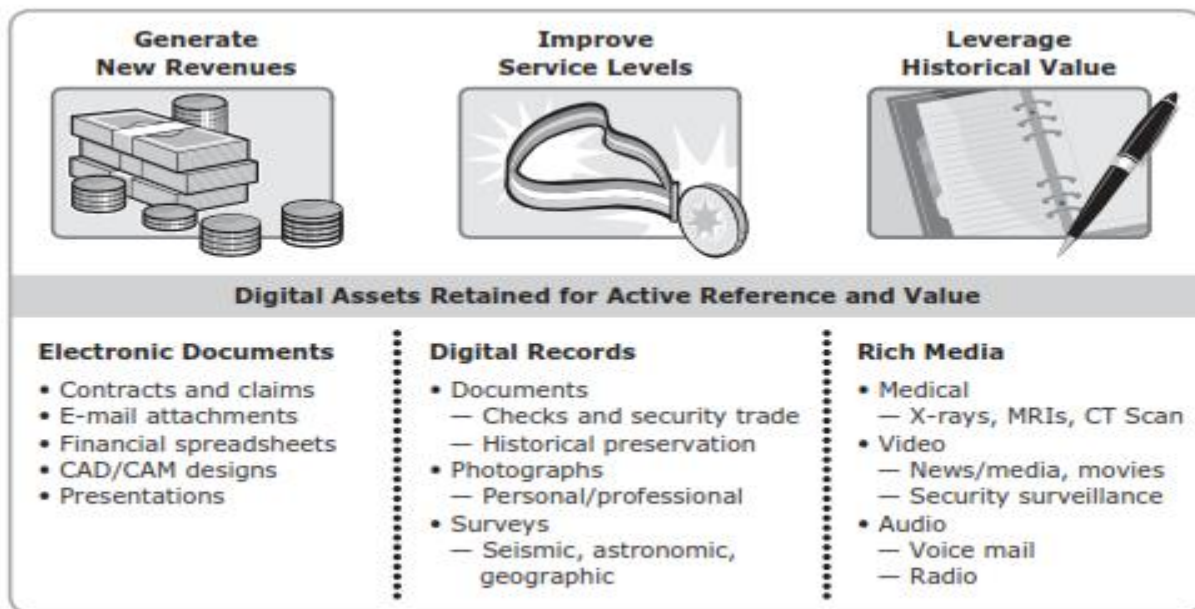 Generate
New Revenues
Improve
Service Levels
Leverage
Historical Value
Digital Assets Retained for Active Reference and Value
Electronic Documents
• Contracts and claims
• E-mail attachments
• Financial spreadsheets
• CAD/CAM designs
• Presentations
Digital Records
• Documents
— Checks and security trade
— Historical preservation
• Photographs
— Personal/professional
• Surveys
— Seismic, astronomic,
geographic
Rich Media
• Medical
— X-rays, MRIs, CT Scan
• Video
— News/media, movies
— Security surveillance
• Audio
— Voice mail
— Radio